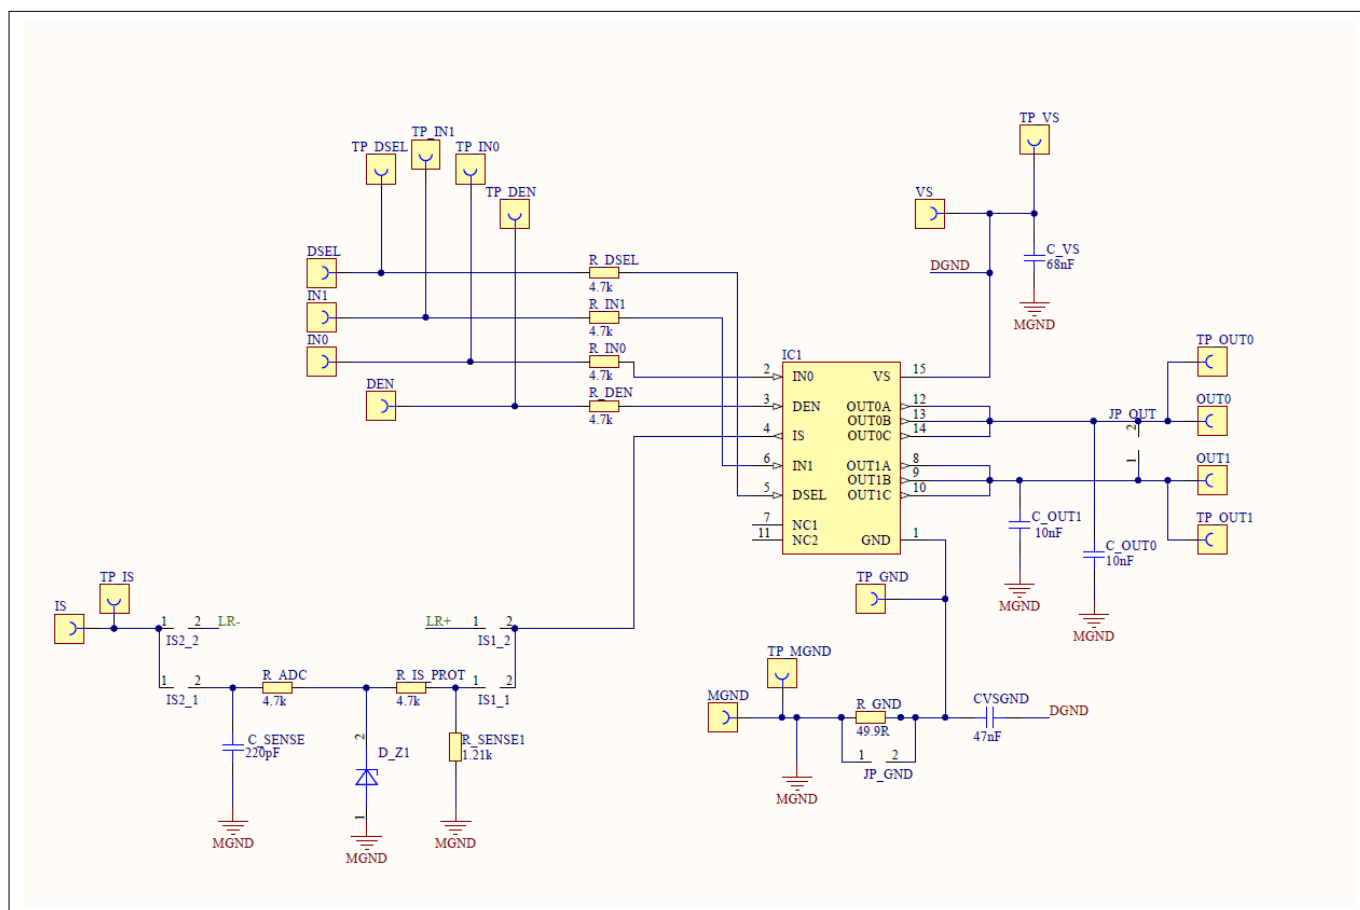 TP_VS
TP_IN1
TP_DSEL
TP_IN0
TP_DEN
VS
DSEL
R_DSEL
C_VS
68nF
DGND
4.7k
IN1
R_IN1
MGND
4.7k
IN0
R_IN0
TP_OUT0
IC1
4.7k
2
IN0
VS
15
DEN
R_DEN
OUT0
3
DEN
OUT0A
12
4.7k
OUT0B
13
JP_OUT
4
IS
OUT0C
14
2
OUT1
6
IN1
OUT1A
8
1
OUT1B
9
5
DSEL
OUT1C
10
TP_OUT1
7
NC1
C_OUT1
10nF
11
NC2
GND
1
C_OUT0
10nF
TP_IS
TP_GND
IS
MGND
1
2
LR-
LR+
1
2
MGND
IS2_2
IS1_2
TP_MGND
R_ADC
R_IS_PROT
1
2
4.7k
4.7k
1
2
IS2_1
IS1_1
MGND
R_GND
CVSGND
DGND
49.9R
47nF
C_SENSE
220pF
2
D_Z1
R_SENSE1
1.21k
1
2
JP_GND
MGND
1
MGND
MGND
MGND